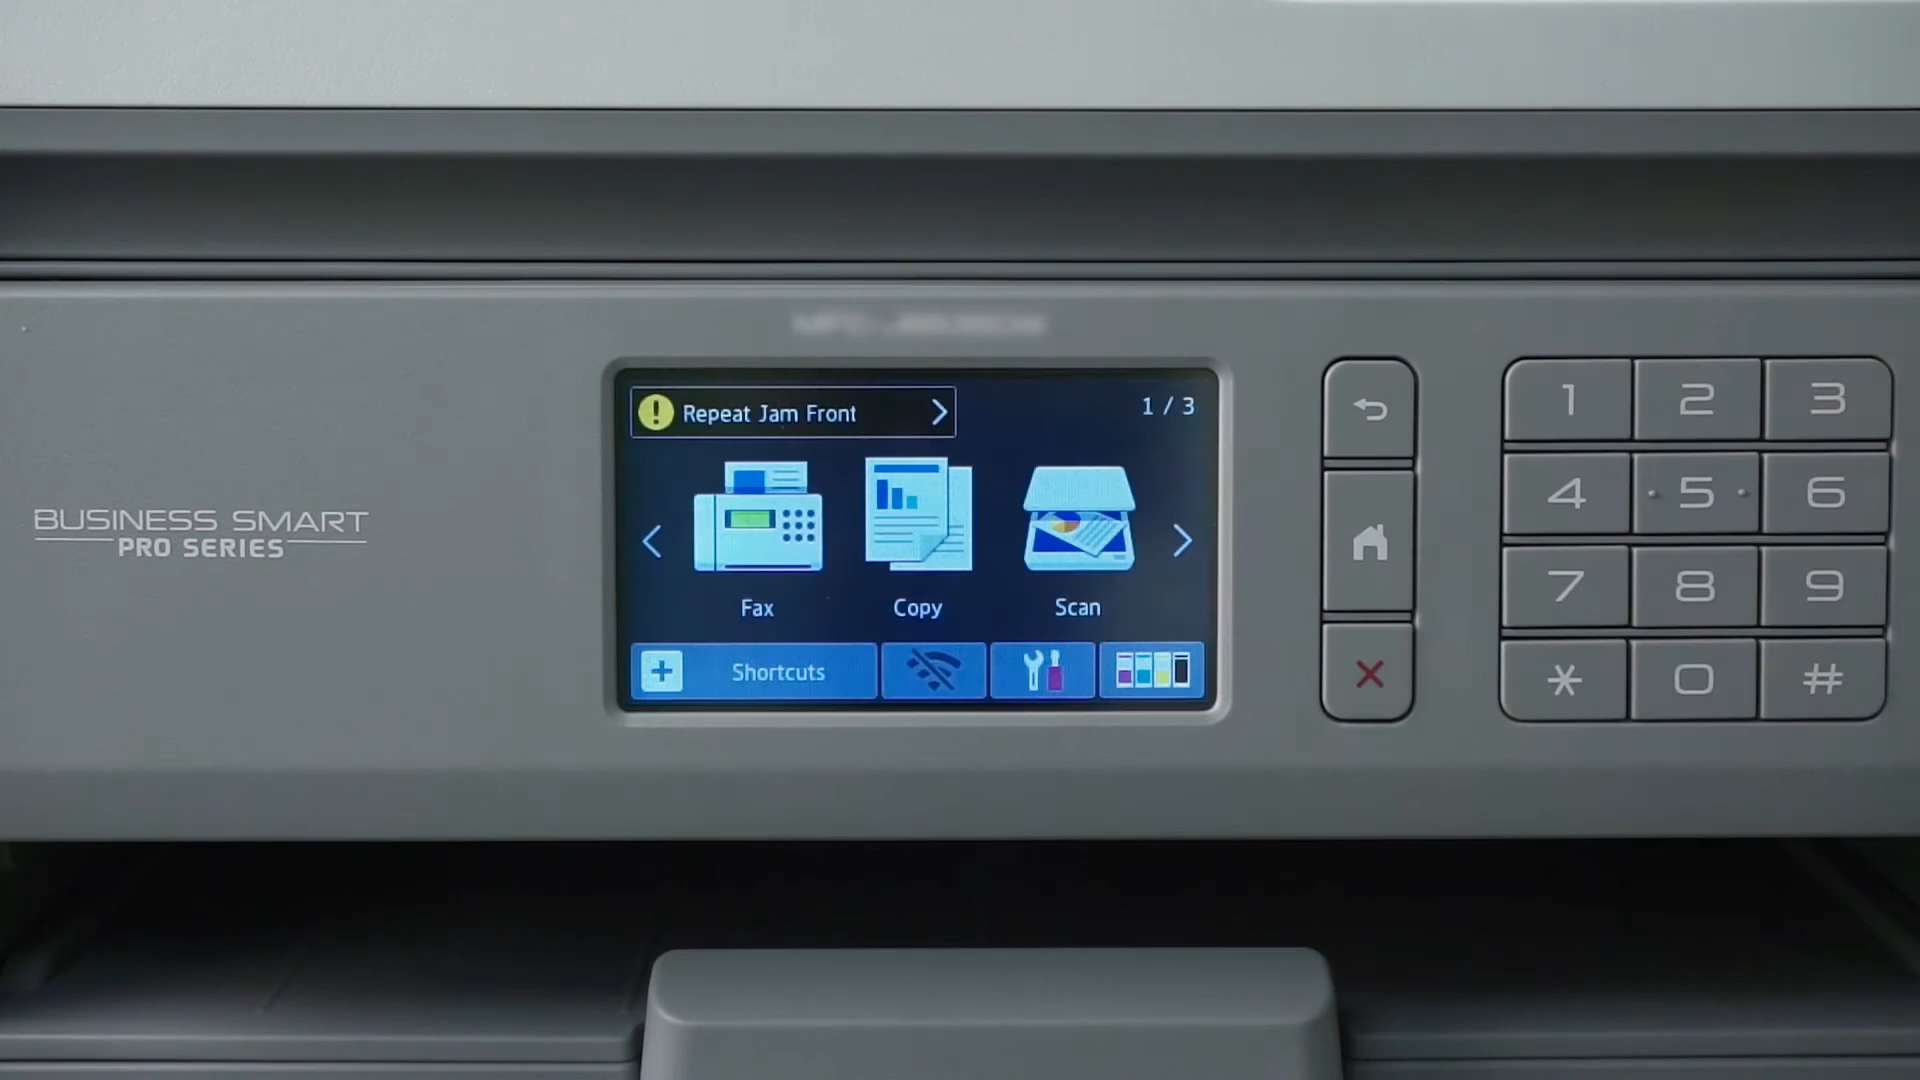 Repeat Jam Front
1 / 3
Fax Copy Scan
Shortcuts
BUSINESS SMART
PRO SERIES
1 2 3
4 5 6
7 8 9
* 0 #